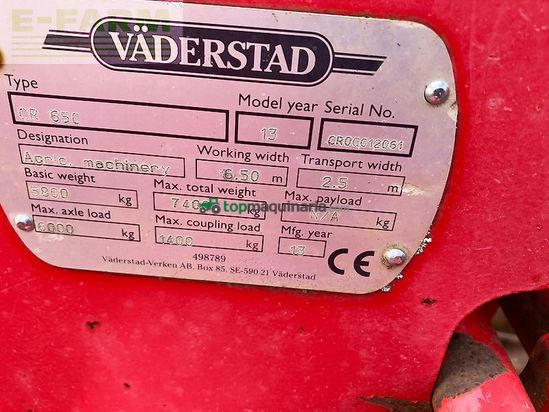 E-FARM
VÄDERSTAD
Type
CR 650
Model year Serial No.
13 CR00012061
Designation Working width Transport width
Agric. machinery 6.50 m 2.5 m
Basic weight Max. total weight Max. payload
5800 kg kg N/A kg
topmaquinaria
Max. axle load Max. coupling load Mfg. year
6000 kg 1400 kg 13
CE
498789
Väderstad-Verken AB, Box 85, SE-590 21 Väderstad